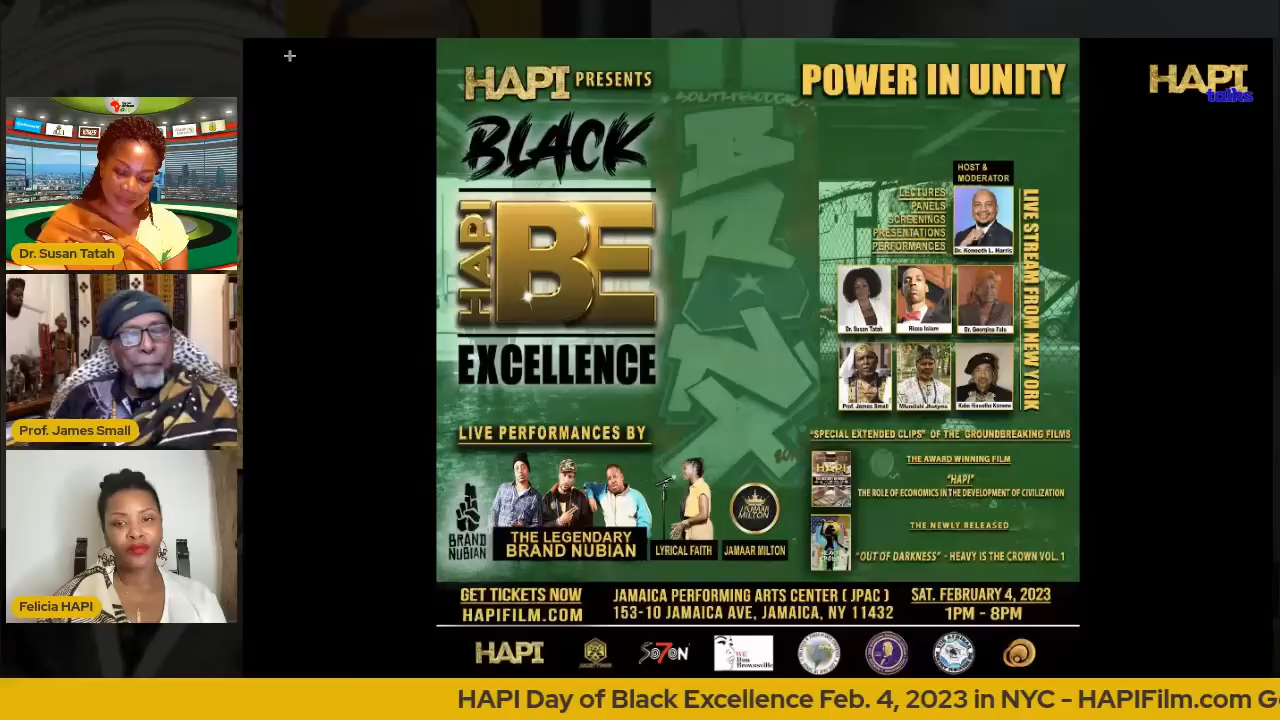 Dr. Susan Tatah
Prof. James Small
Felicia HAPI
HAPI PRESENTS
BLACK
HAPI
BE
EXCELLENCE
LIVE PERFORMANCES BY
BRAND
NUBIAN
THE LEGENDARY
BRAND NUBIAN
LYRICAL FAITH
JAMAAR MILTON
POWER IN UNITY
HOST &
MODERATOR
LECTURES
PANELS
SCREENINGS
PRESENTATIONS
PERFORMANCES
Dr. Kenneth L. Harris
Dr. Susan Tatah
Rizza Islam
Dr. Georgina Falu
Prof. James Small
LIVE STREAM FROM NEW YORK
"SPECIAL EXTENDED CLIPS" OF THE GROUNDBREAKING FILMS
THE AWARD WINNING FILM
"HAPI"
THE ROLE OF ECONOMICS IN THE DEVELOPMENT OF CIVILIZATION
THE NEWLY RELEASED
"OUT OF DARKNESS" - HEAVY IS THE CROWN VOL. 1
GET TICKETS NOW
HAPIFILM.COM
JAMAICA PERFORMING ARTS CENTER ( JPAC )
153-10 JAMAICA AVE, JAMAICA, NY 11432
SAT. FEBRUARY 4, 2023
1PM - 8PM
HAPI
WE
Run
Brownsville
HAPI
talks
HAPI Day of Black Excellence Feb. 4, 2023 in NYC - HAPIFilm.com G